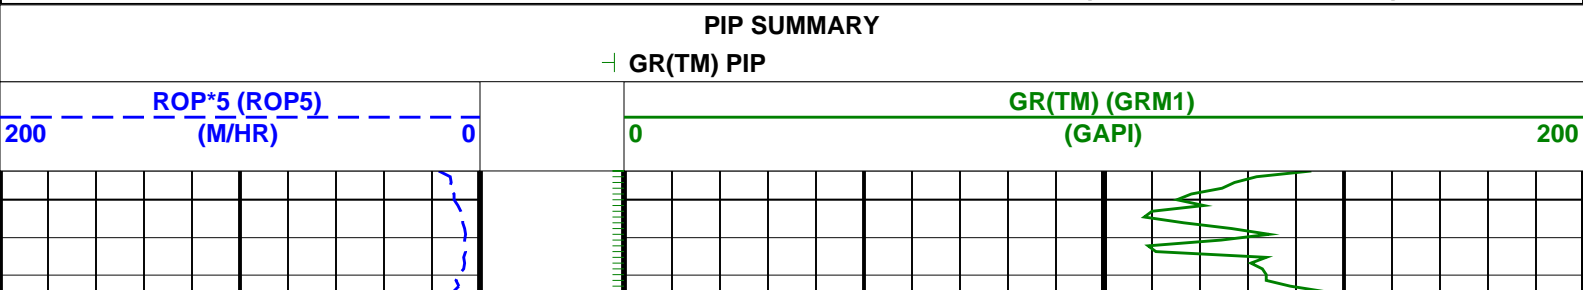 PIP SUMMARY
GR(TM) PIP
ROP*5 (ROP5) GR(TM) (GRM1)
200 (M/HR) 0 0 (GAPI) 200